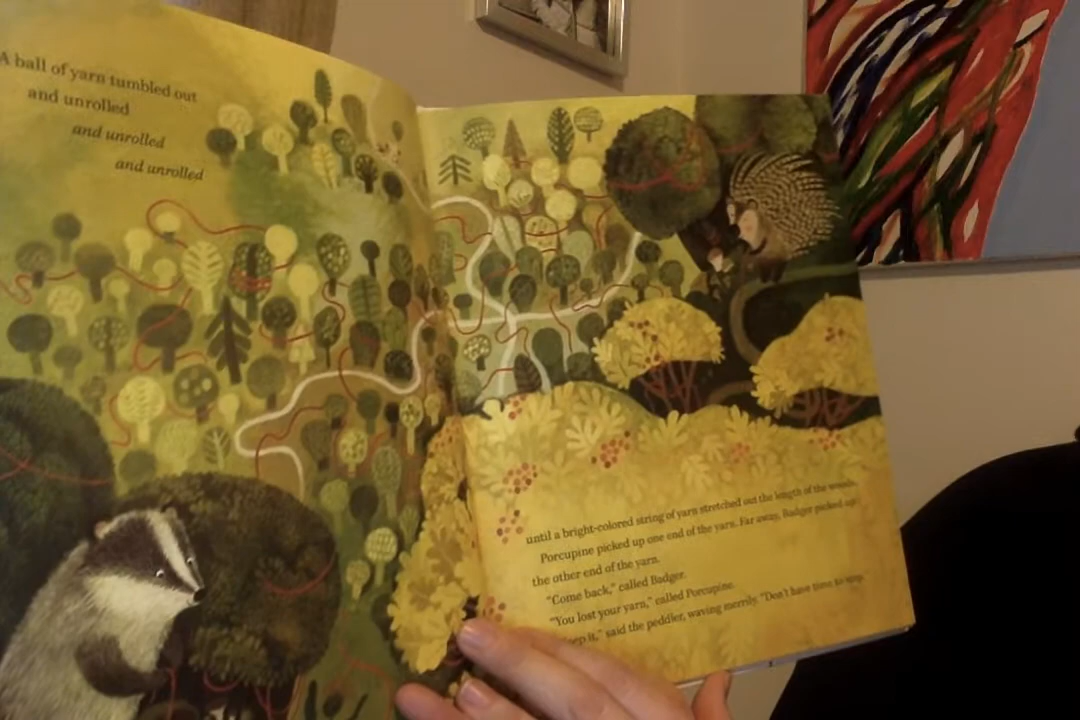 A ball of yarn tumbled out
and unrolled
and unrolled
and unrolled
until a bright-colored string of yarn stretched out the length of the woods.
Porcupine picked up one end of the yarn. Far away, Badger picked up
the other end of the yarn.
"Come back," called Badger.
"You lost your yarn," called Porcupine.
it," said the peddler, waving merrily. "Don't have time to stop.